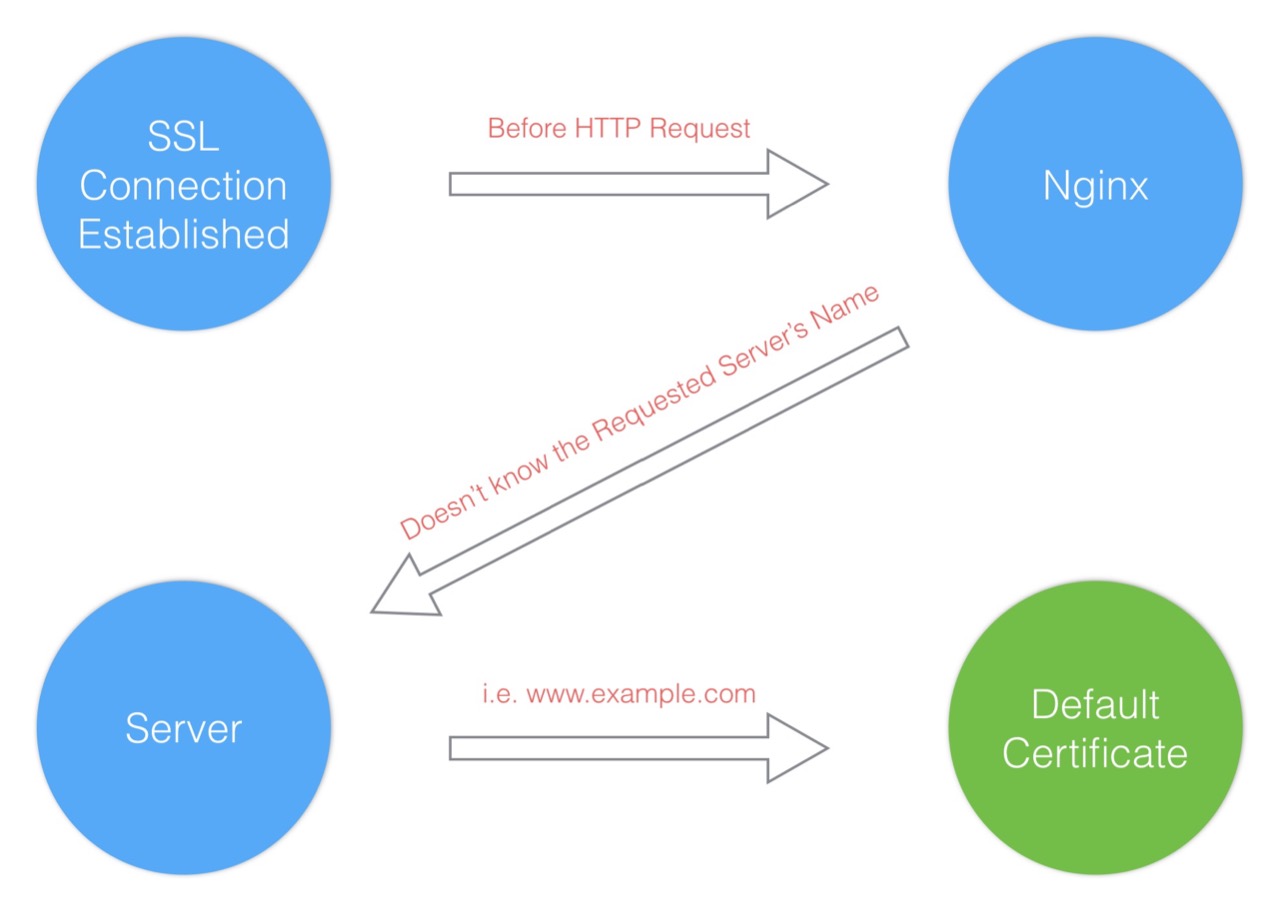 SSL
Connection
Established
Before HTTP Request
Nginx
Doesn't know the Requested Server's Name
Server
i.e. www.example.com
Default
Certificate